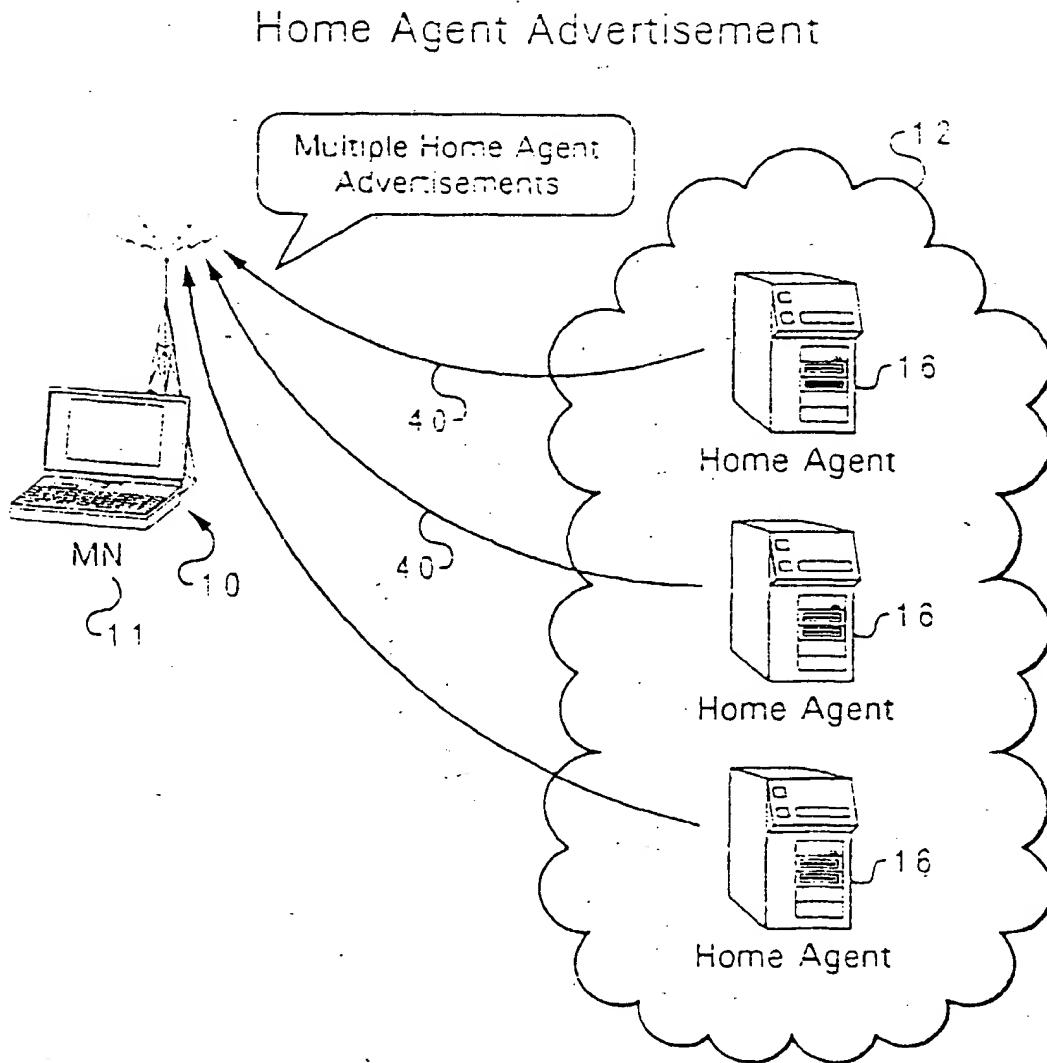 Home Agent Advertisement
Multiple Home Agent
Advertisements
12
16
40
Home Agent
MN
10
40
11
16
Home Agent
16
Home Agent